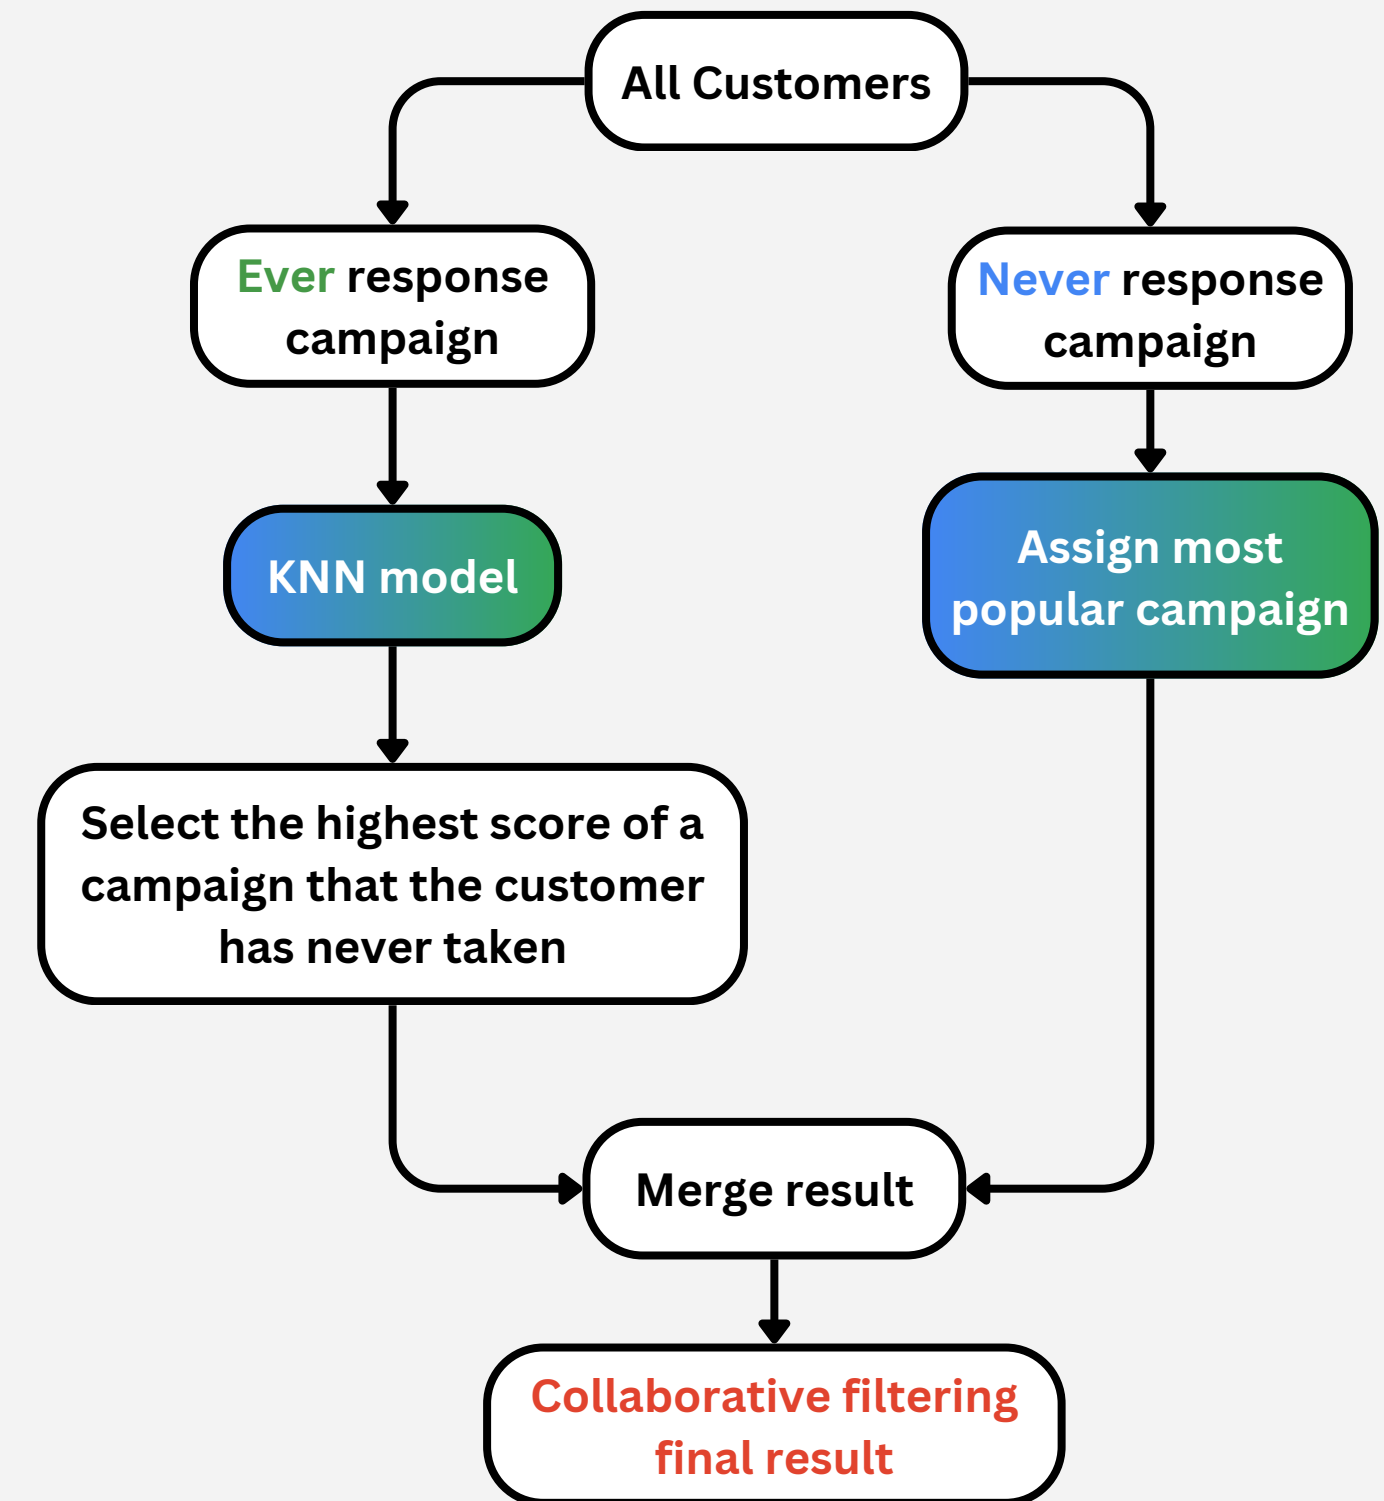 All Customers
Ever response
campaign
Never response
campaign
KNN model
Assign most
popular campaign
Select the highest score of a
campaign that the customer
has never taken
Merge result
Collaborative filtering
final result